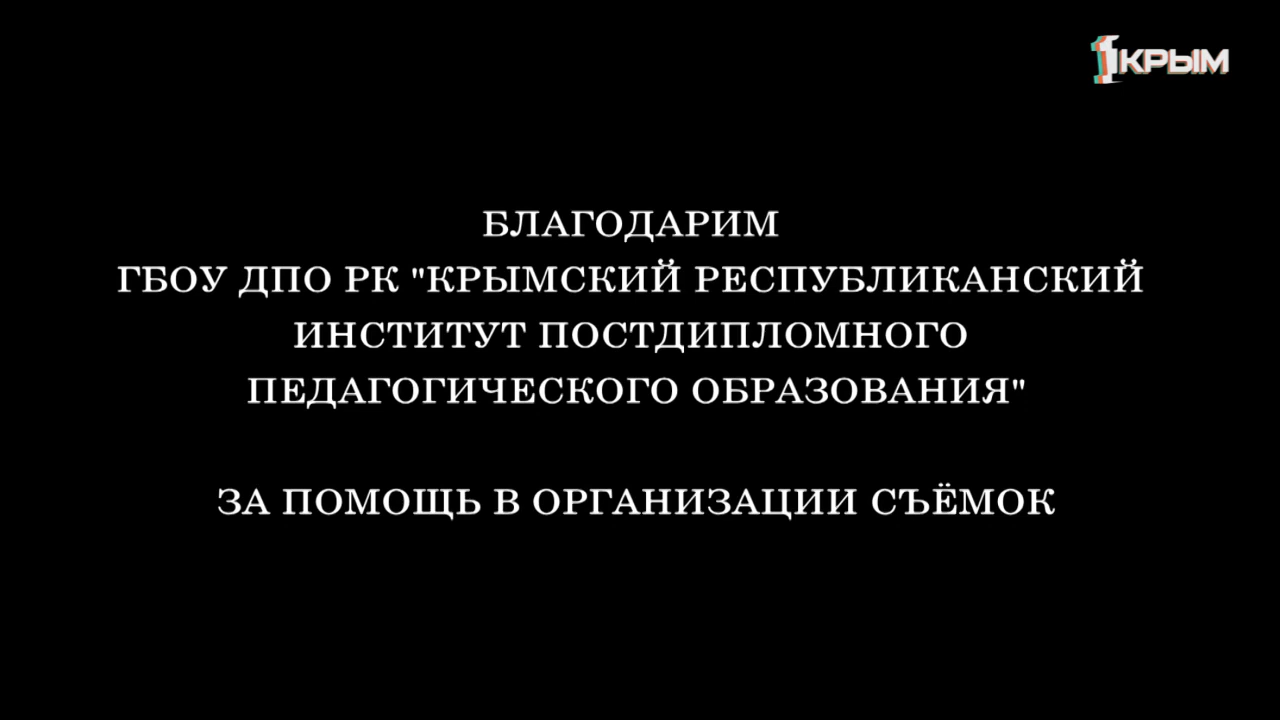 1КРЫМ
БЛАГОДАРИМ
ГБОУ ДПО РК "КРЫМСКИЙ РЕСПУБЛИКАНСКИЙ
ИНСТИТУТ ПОСТДИПЛОМНОГО
ПЕДАГОГИЧЕСКОГО ОБРАЗОВАНИЯ"
ЗА ПОМОЩЬ В ОРГАНИЗАЦИИ СЪЁМОК